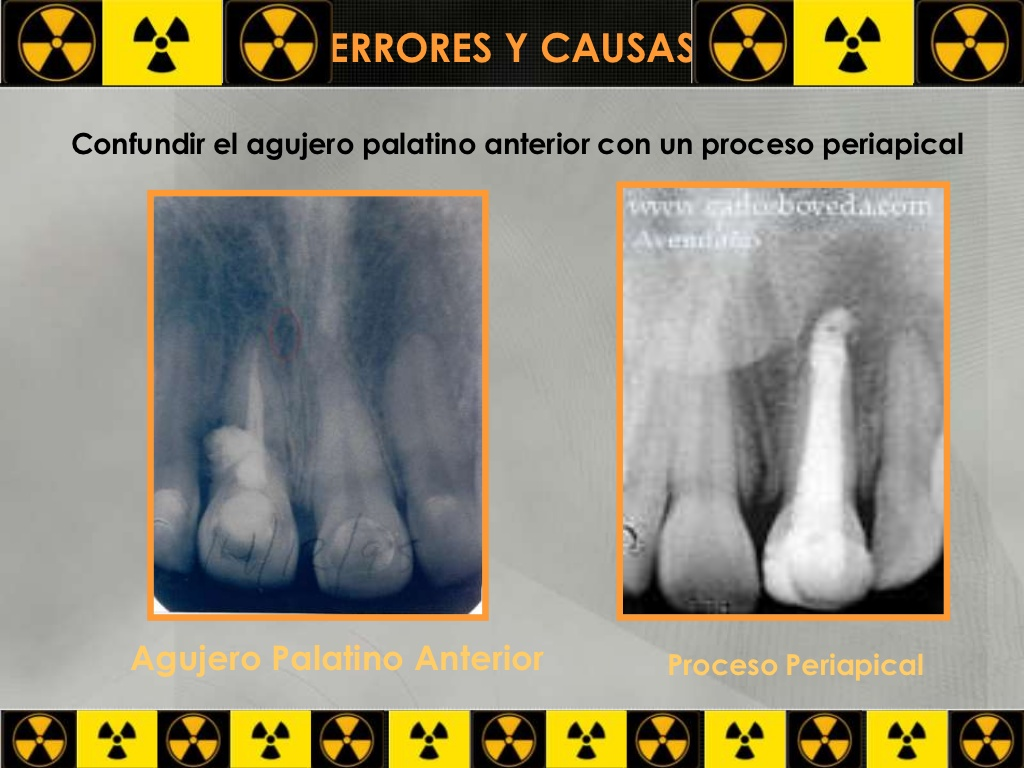 ERRORES Y CAUSAS
Confundir el agujero palatino anterior con un proceso periapical
www.carlosboveda.com
Avendaño
Agujero Palatino Anterior
Proceso Periapical